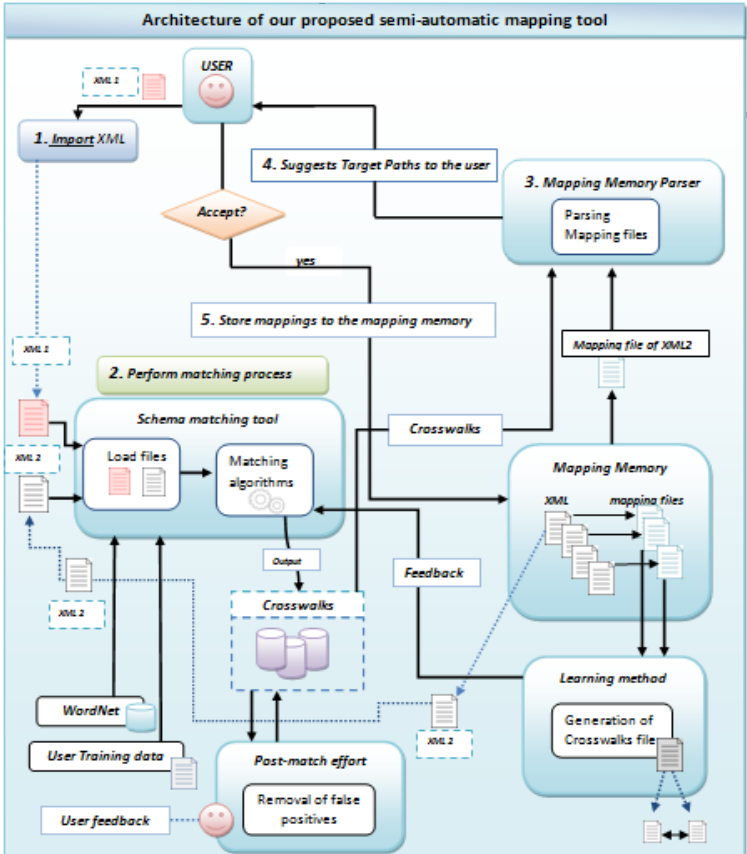 Architecture of our proposed semi-automatic mapping tool
USER
XML 1
1. Import XML
4. Suggests Target Paths to the user
3. Mapping Memory Parser
Parsing
Mapping files
Accept?
yes
5. Store mappings to the mapping memory
XML 1
Mapping file of XML2
2. Perform matching process
Schema matching tool
Crosswalks
XML 2
Load files
Matching
algorithms
Mapping Memory
XML
mapping files
Output
Feedback
Crosswalks
XML 2
Learning method
WordNet
Generation of
Crosswalks files
XML 2
User Training data
Post-match effort
Removal of false
positives
User feedback